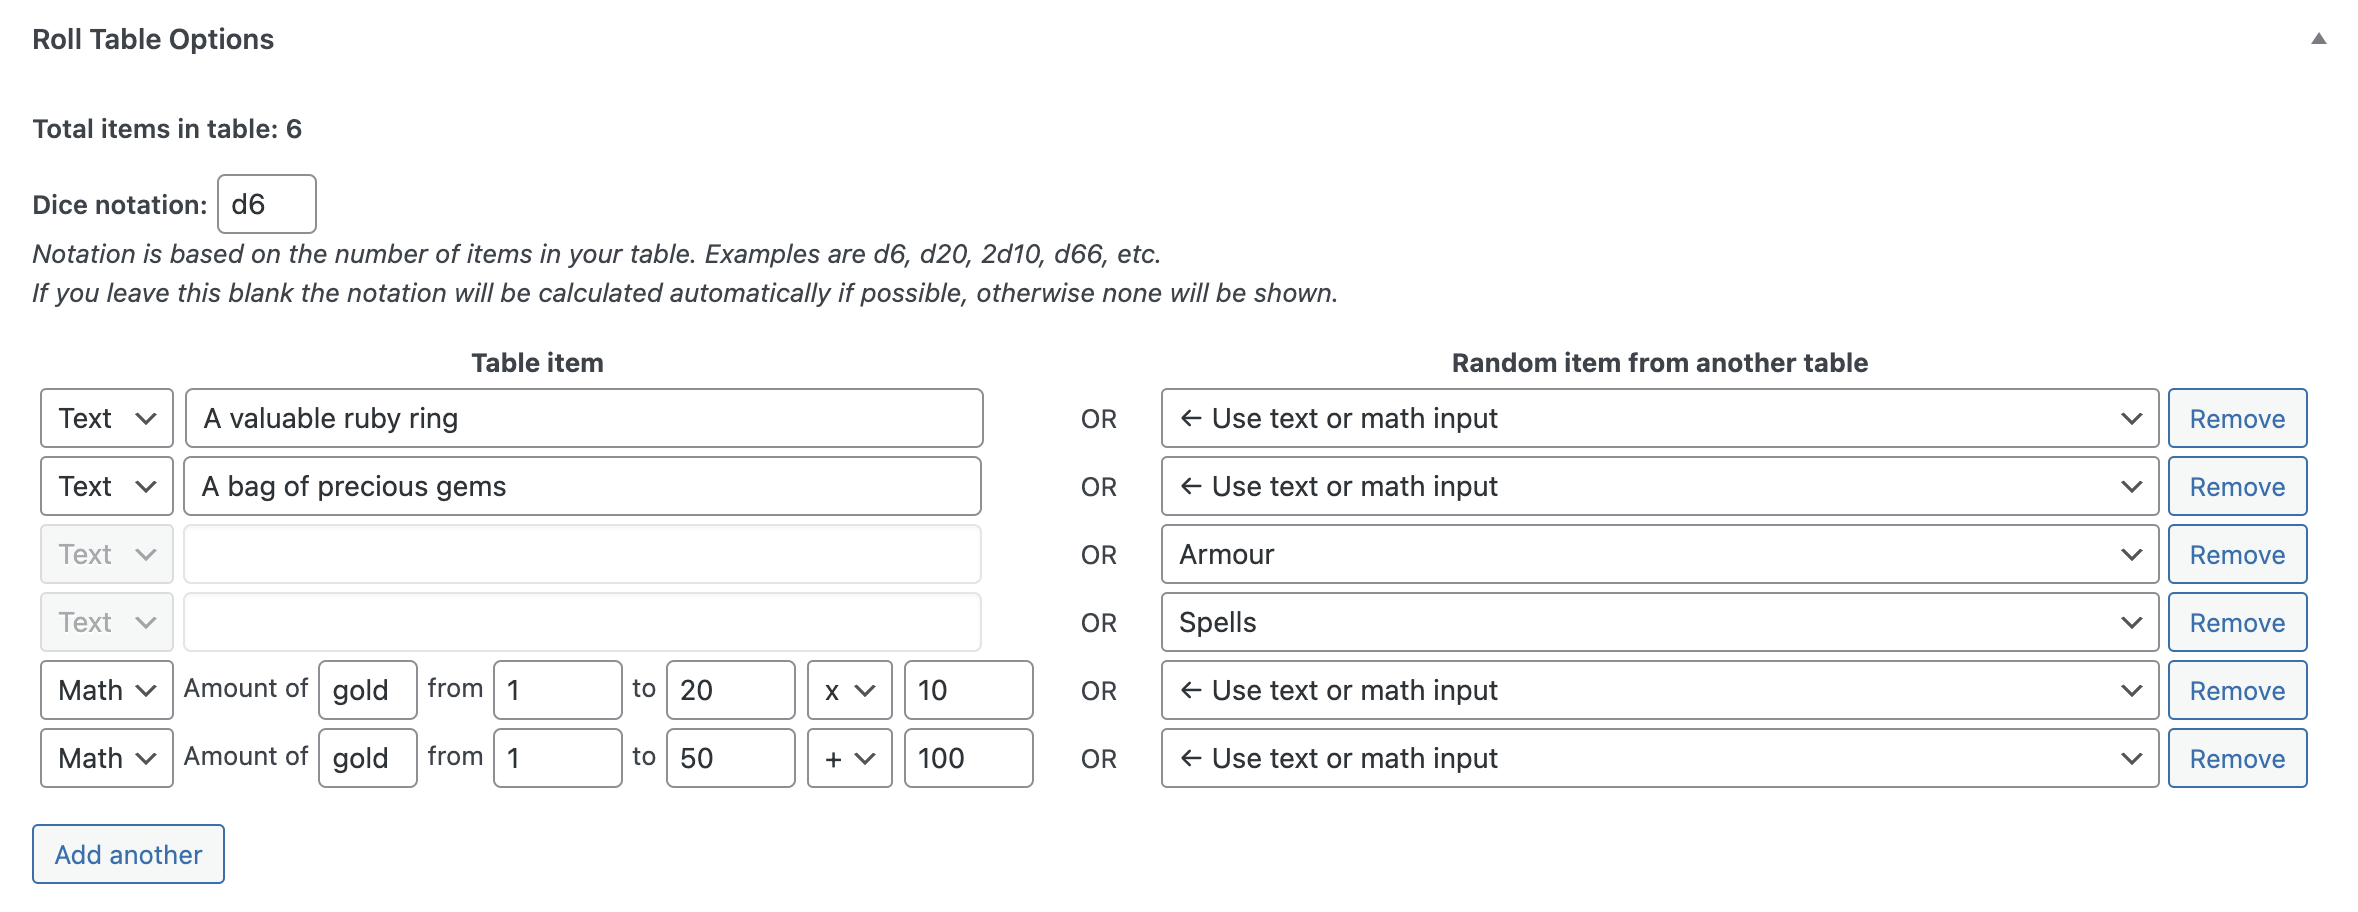 Roll Table Options ▲
Total items in table: 6
Dice notation: d6
Notation is based on the number of items in your table. Examples are d6, d20, 2d10, d66, etc.
If you leave this blank the notation will be calculated automatically if possible, otherwise none will be shown.
Table item Random item from another table
Text A valuable ruby ring OR ← Use text or math input Remove
Text A bag of precious gems OR ← Use text or math input Remove
Text OR Armour Remove
Text OR Spells Remove
Math Amount of gold from 1 to 20 x 10 OR ← Use text or math input Remove
Math Amount of gold from 1 to 50 + 100 OR ← Use text or math input Remove
Add another